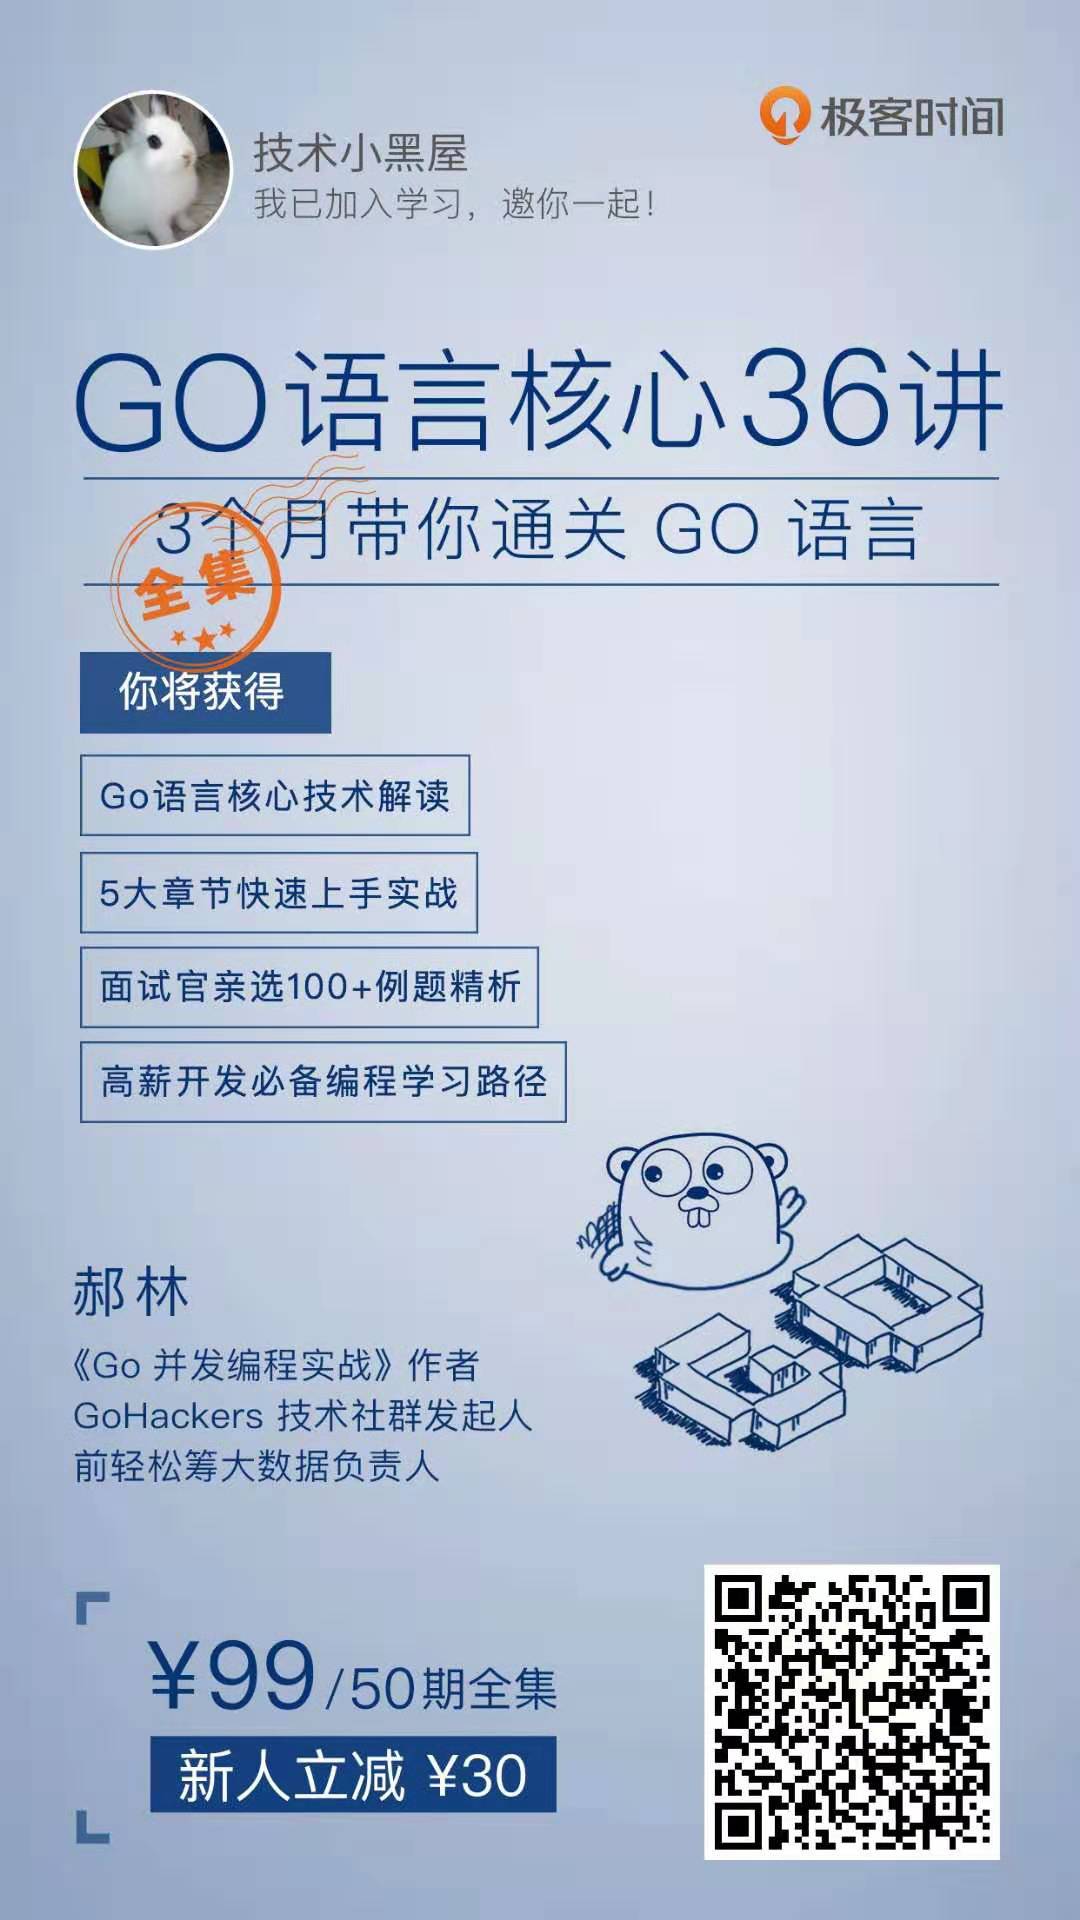 极客时间
技术小黑屋
我已加入学习，邀你一起！
GO语言核心36讲
3个月带你通关 GO 语言
全集
你将获得
Go语言核心技术解读
5大章节快速上手实战
面试官亲选100+例题精析
高薪开发必备编程学习路径
郝林
《Go 并发编程实战》作者
GoHackers 技术社群发起人
前轻松筹大数据负责人
¥99/50期全集
新人立减 ¥30